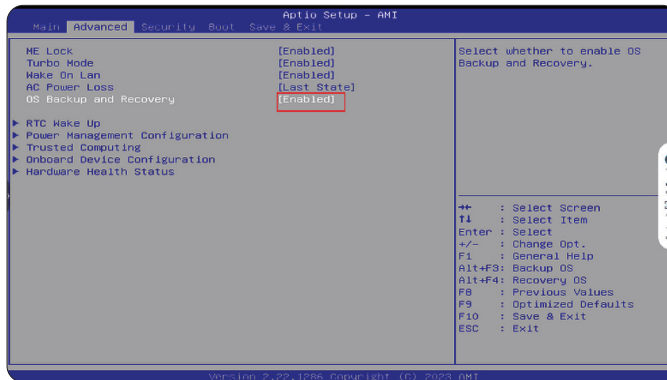 Aptio Setup - AMI
Main Advanced Security Boot Save & Exit
ME Lock [Enabled]
Turbo Mode [Enabled]
Wake On Lan [Enabled]
AC Power Loss [Last State]
OS Backup and Recovery [Enabled]
▶ RTC Wake Up
▶ Power Management Configuration
▶ Trusted Computing
▶ Onboard Device Configuration
▶ Hardware Health Status
Select whether to enable OS
Backup and Recovery.
→← : Select Screen
↑↓ : Select Item
Enter : Select
+/- : Change Opt.
F1 : General Help
Alt+F3: Backup OS
Alt+F4: Recovery OS
F8 : Previous Values
F9 : Optimized Defaults
F10 : Save & Exit
ESC : Exit
Version 2.22.1286 Copyright (C) 2023 AMI